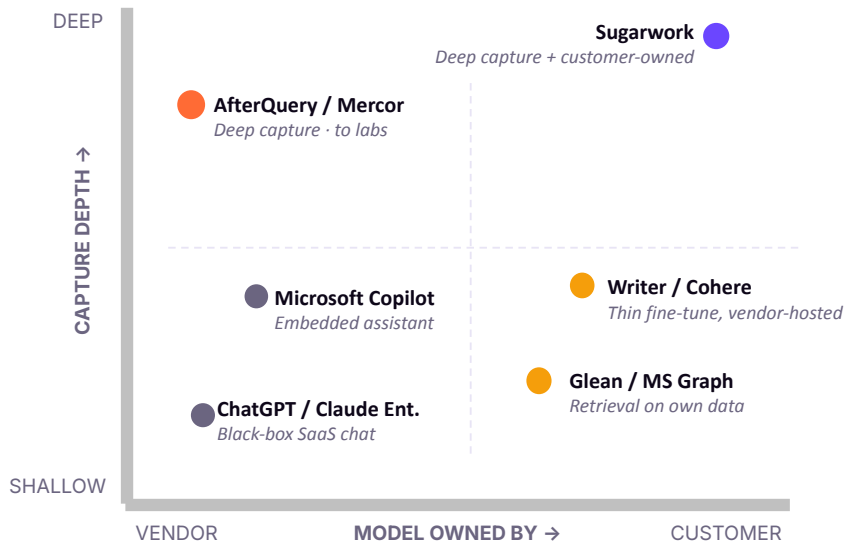 DEEP
Sugarwork
Deep capture + customer-owned
AfterQuery / Mercor
Deep capture · to labs
CAPTURE DEPTH →
Microsoft Copilot
Embedded assistant
Writer / Cohere
Thin fine-tune, vendor-hosted
Glean / MS Graph
Retrieval on own data
ChatGPT / Claude Ent.
Black-box SaaS chat
SHALLOW
VENDOR
MODEL OWNED BY →
CUSTOMER